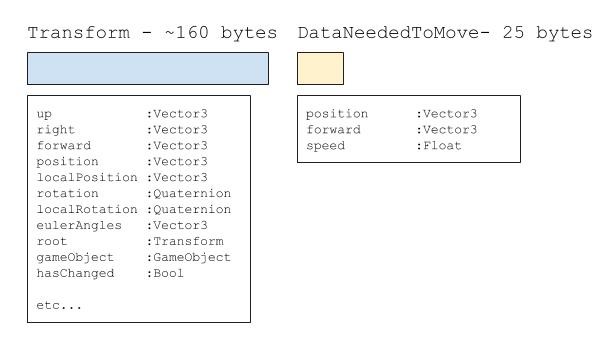 Transform - ~160 bytes
DataNeededToMove- 25 bytes
up :Vector3
right :Vector3
forward :Vector3
position :Vector3
localPosition :Vector3
rotation :Quaternion
localRotation :Quaternion
eulerAngles :Vector3
root :Transform
gameObject :GameObject
hasChanged :Bool
etc...
position :Vector3
forward :Vector3
speed :Float